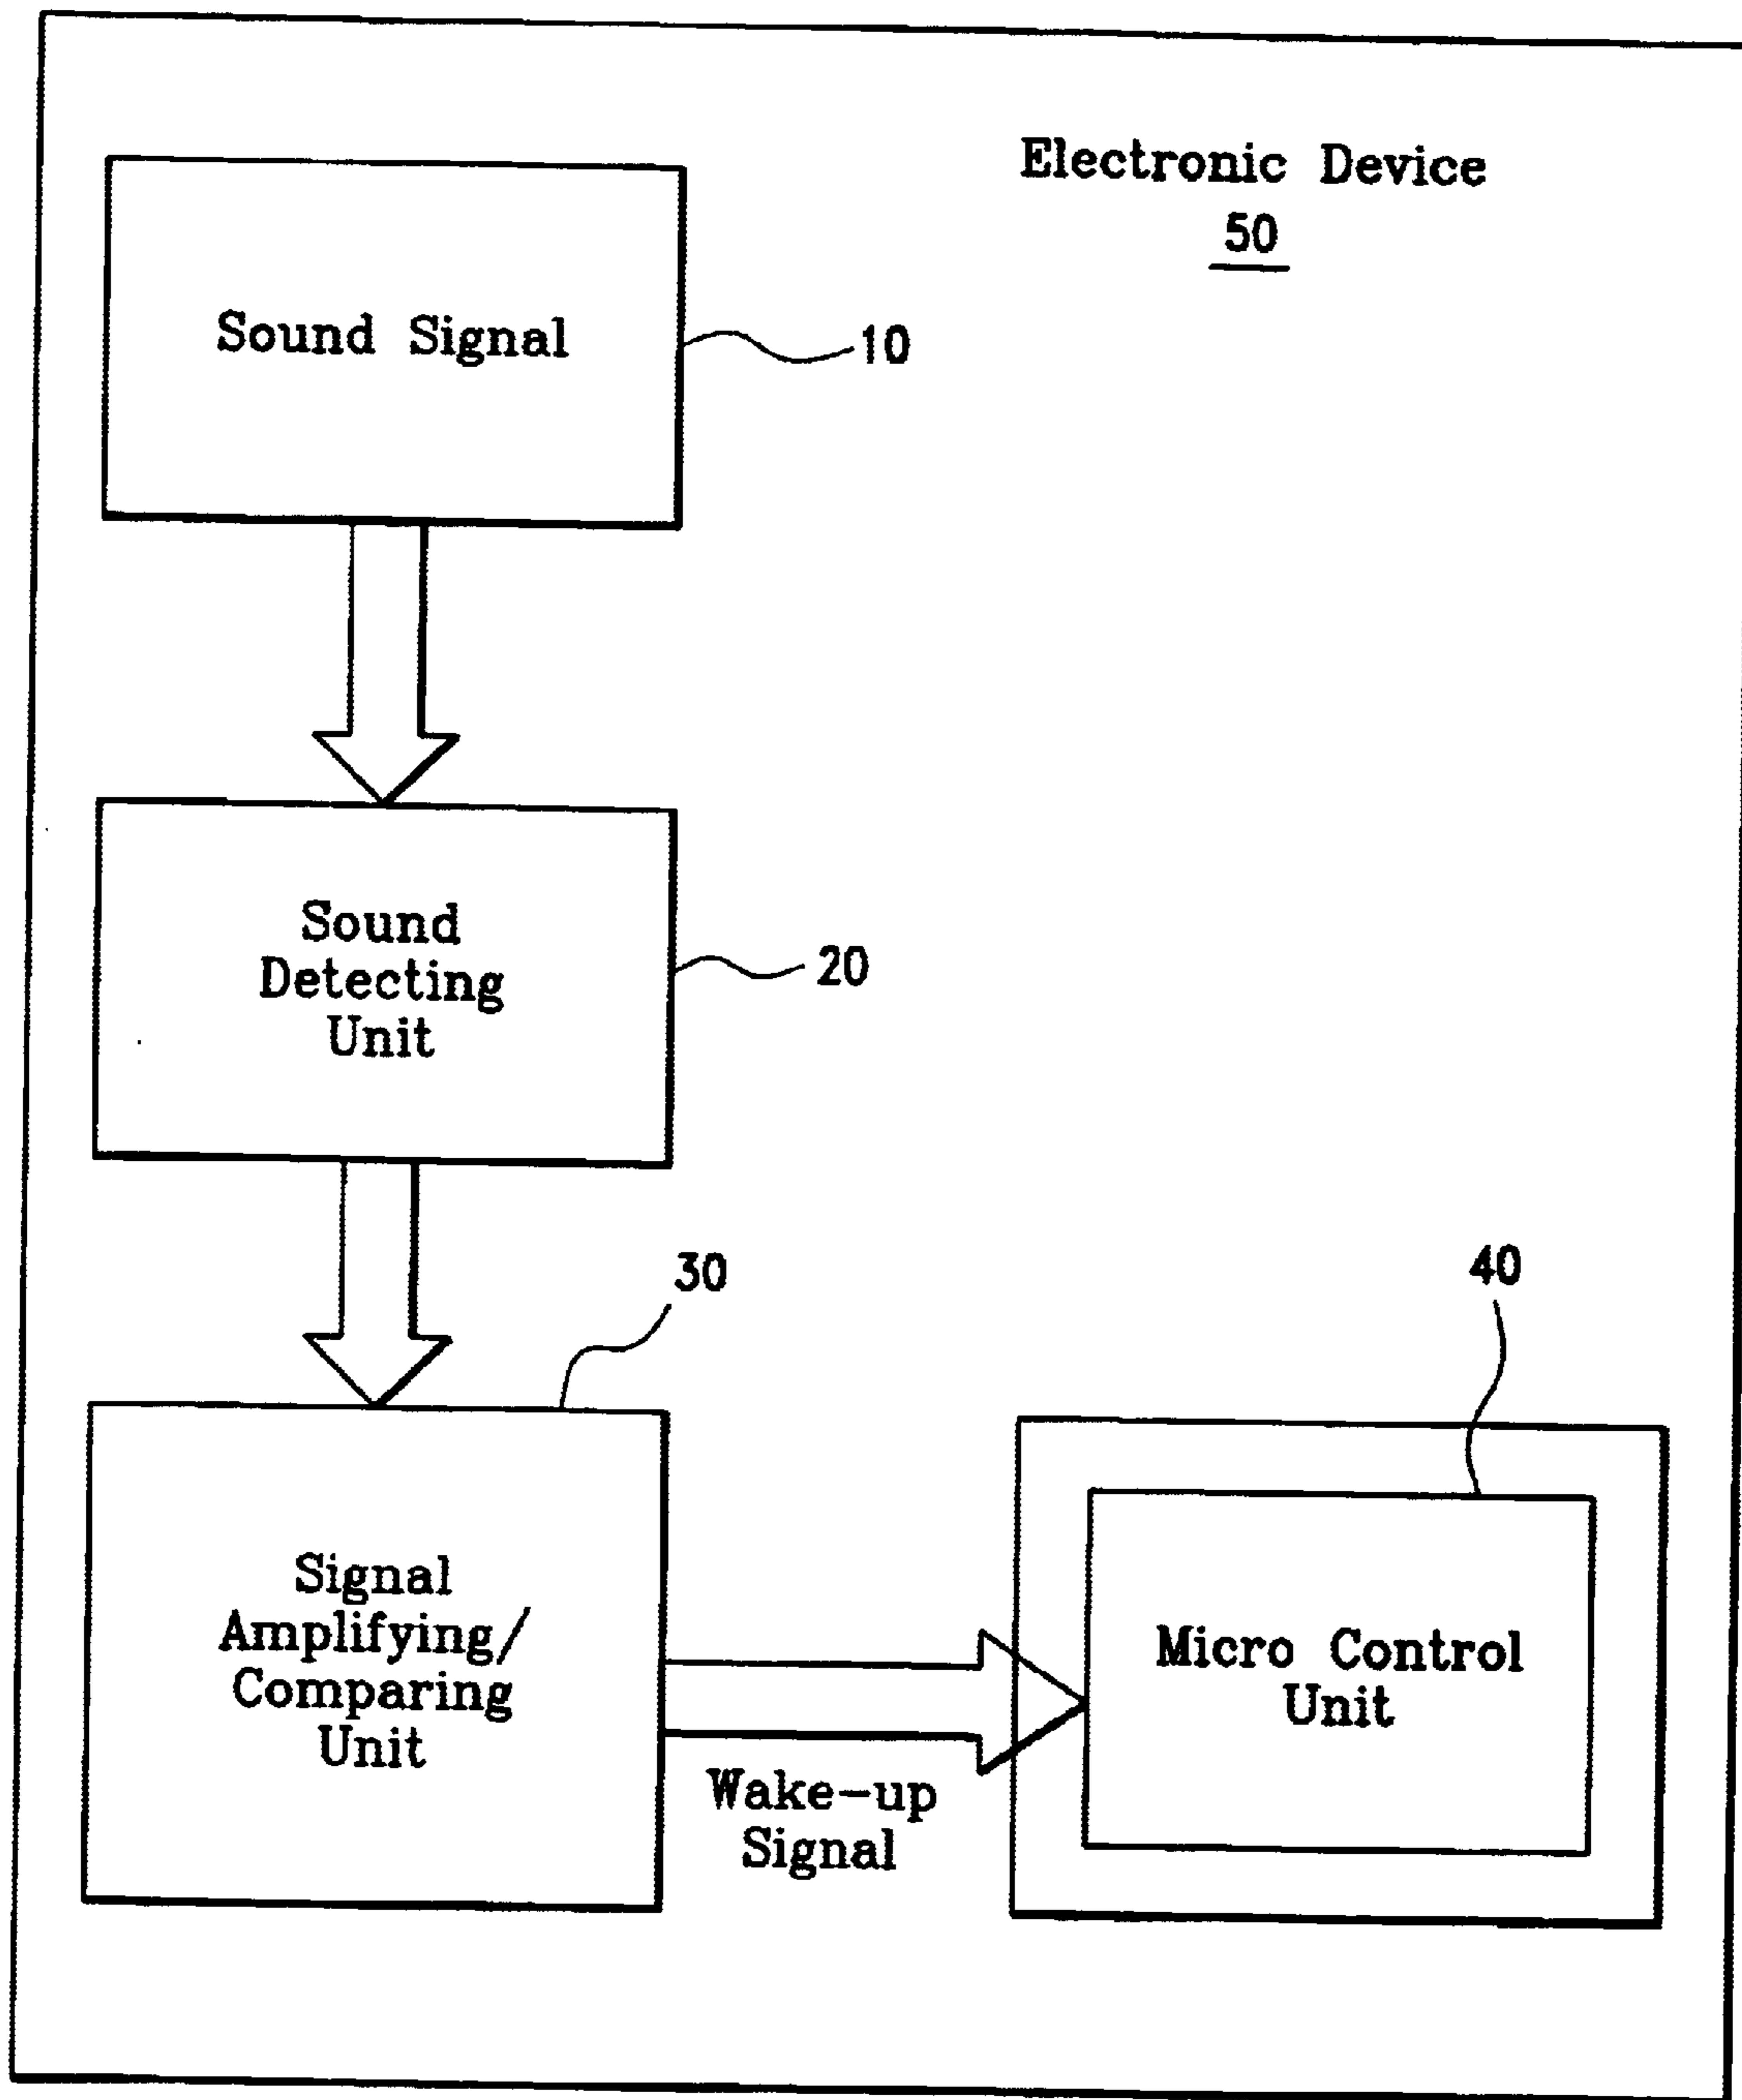 Electronic Device
50
Sound Signal
10
Sound
Detecting
Unit
20
30
40
Signal
Amplifying/
Comparing
Unit
Wake-up
Signal
Micro Control
Unit